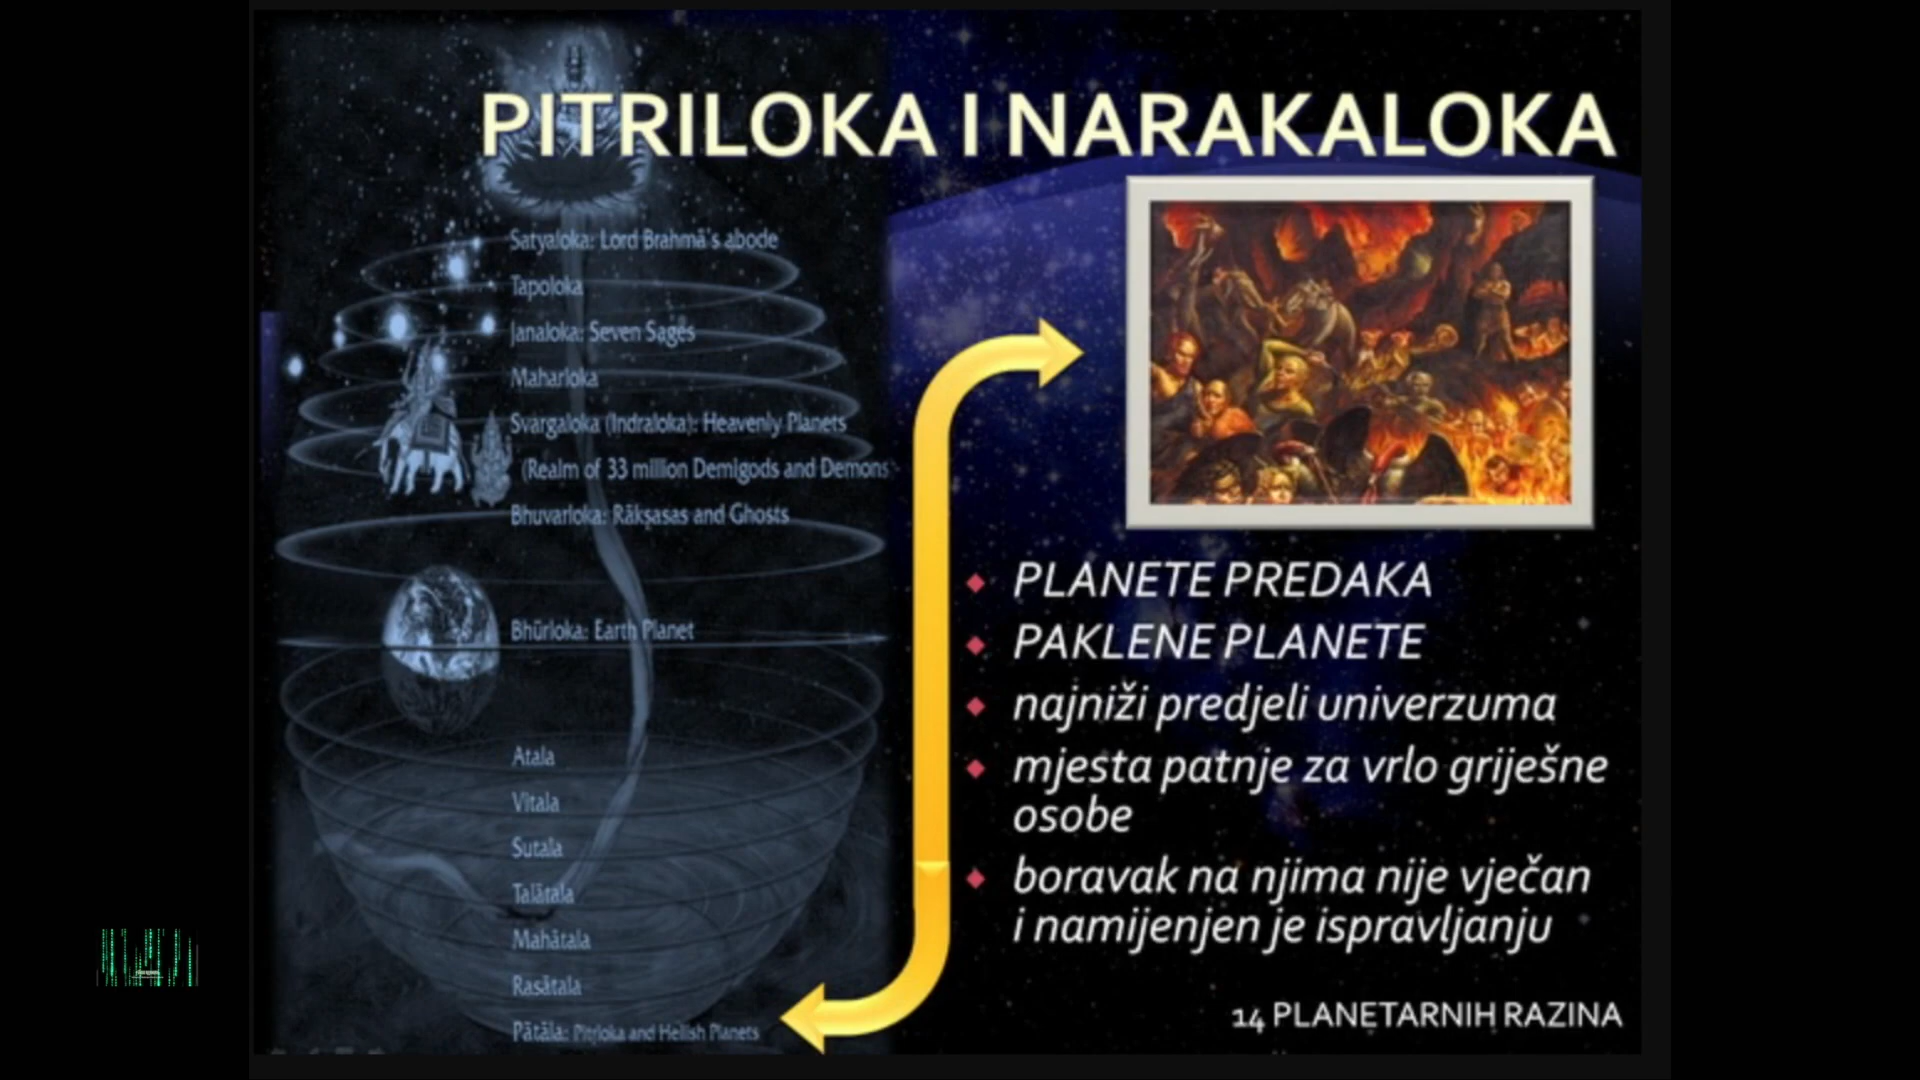 PITRILOKA I NARAKALOKA
Satyaloka: Lord Brahmā's abode
Tapoloka
Janaloka: Seven Sages
Maharloka
Svargaloka (Indraloka): Heavenly Planets
(Realm of 33 million Demigods and Demons
Bhuvarloka: Rākṣasas and Ghosts
Bhūrloka: Earth Planet
Atala
Vitala
Sutala
Talātala
Mahātala
Rasātala
Pātāla: Pitṛloka and Hellish Planets
PLANETE PREDAKA
PAKLENE PLANETE
najniži predjeli univerzuma
mjesta patnje za vrlo griješne
osobe
boravak na njima nije vječan
i namijenjen je ispravljanju
14 PLANETARNIH RAZINA